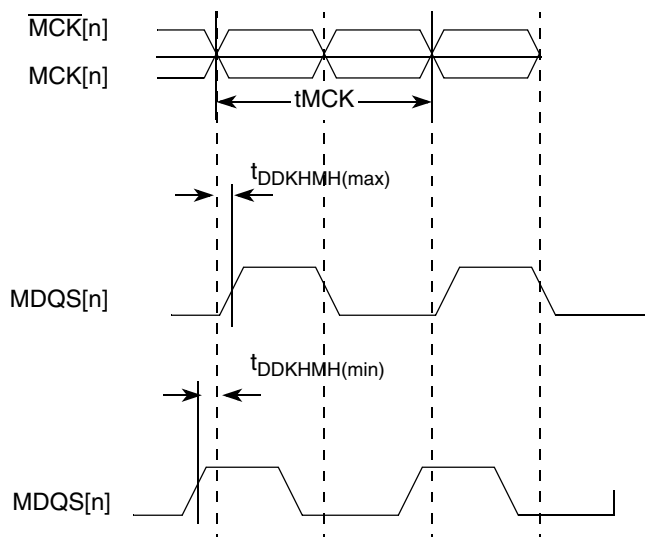 MCK[n]
MCK[n]
tMCK
tDDKHMH(max)
MDQS[n]
tDDKHMH(min)
MDQS[n]